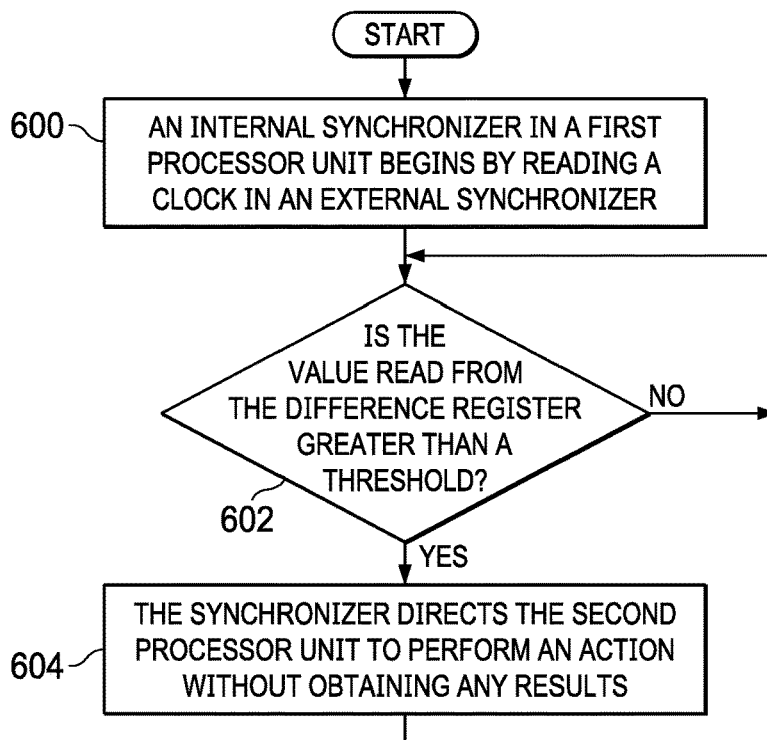 START
600
AN INTERNAL SYNCHRONIZER IN A FIRST
PROCESSOR UNIT BEGINS BY READING A
CLOCK IN AN EXTERNAL SYNCHRONIZER
IS THE
VALUE READ FROM
THE DIFFERENCE REGISTER
GREATER THAN A
THRESHOLD?
NO
602
YES
604
THE SYNCHRONIZER DIRECTS THE SECOND
PROCESSOR UNIT TO PERFORM AN ACTION
WITHOUT OBTAINING ANY RESULTS